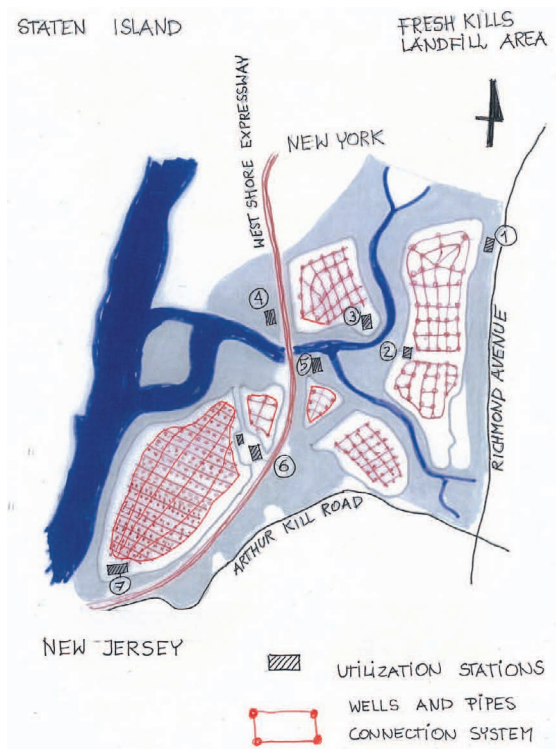 STATEN ISLAND
FRESH KILLS
LANDFILL AREA
WEST SHORE EXPRESSWAY
NEW YORK
1
4
3
2
5
RICHMOND AVENUE
6
ARTHUR KILL ROAD
7
NEW JERSEY
UTILIZATION STATIONS
WELLS AND PIPES
CONNECTION SYSTEM